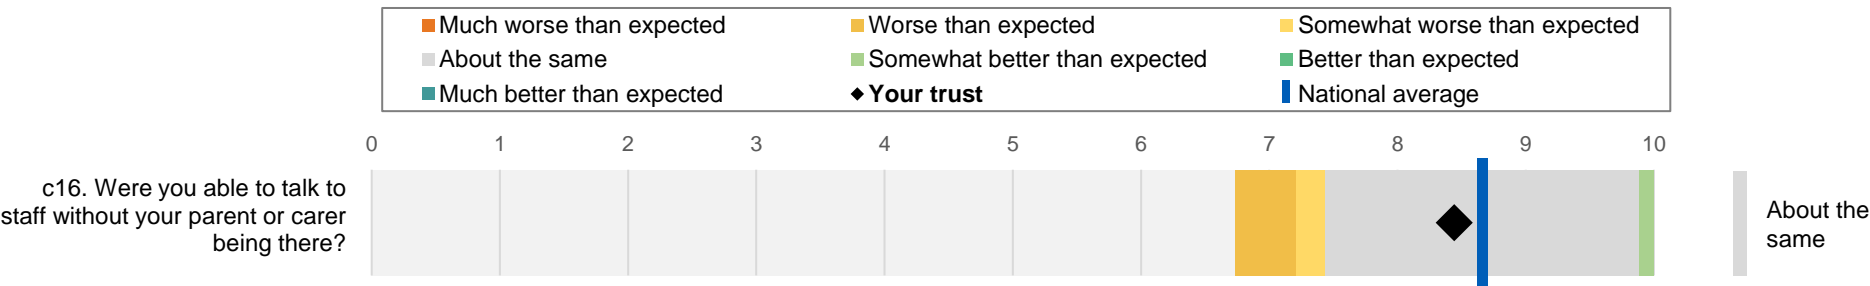 Much worse than expected
Worse than expected
Somewhat worse than expected
About the same
Somewhat better than expected
Better than expected
Much better than expected
Your trust
National average
0 1 2 3 4 5 6 7 8 9 10
c16. Were you able to talk to
staff without your parent or carer
being there?
About the
same